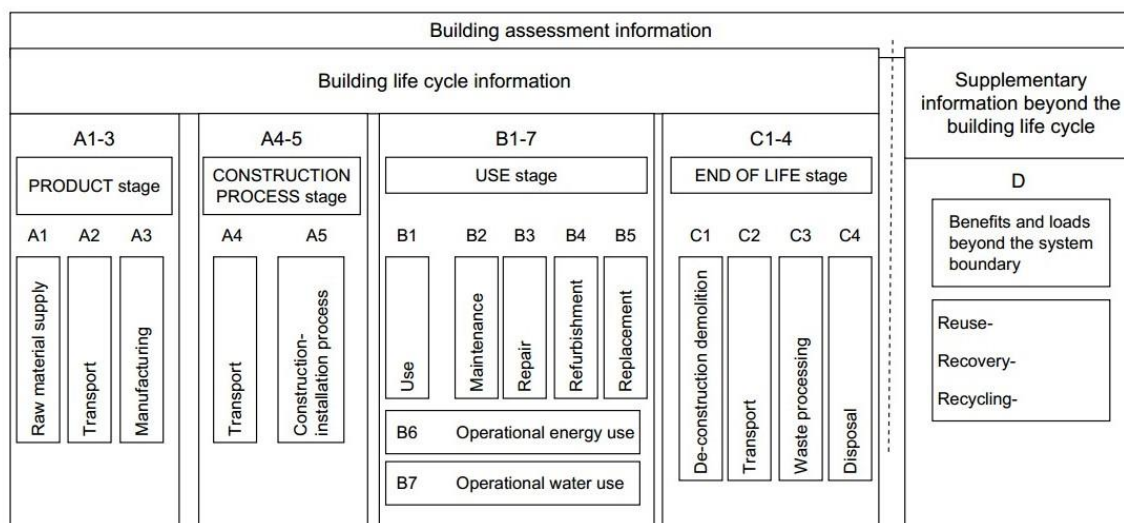 Building assessment information
Building life cycle information
Supplementary
information beyond the
building life cycle
A1-3
PRODUCT stage
A1
A2
A3
Raw material supply
Transport
Manufacturing
A4-5
CONSTRUCTION
PROCESS stage
A4
A5
Transport
Construction-
installation process
B1-7
USE stage
B1
B2
B3
B4
B5
Use
Maintenance
Repair
Refurbishment
Replacement
B6 Operational energy use
B7 Operational water use
C1-4
END OF LIFE stage
C1
C2
C3
C4
De-construction demolition
Transport
Waste processing
Disposal
D
Benefits and loads
beyond the system
boundary
Reuse-
Recovery-
Recycling-